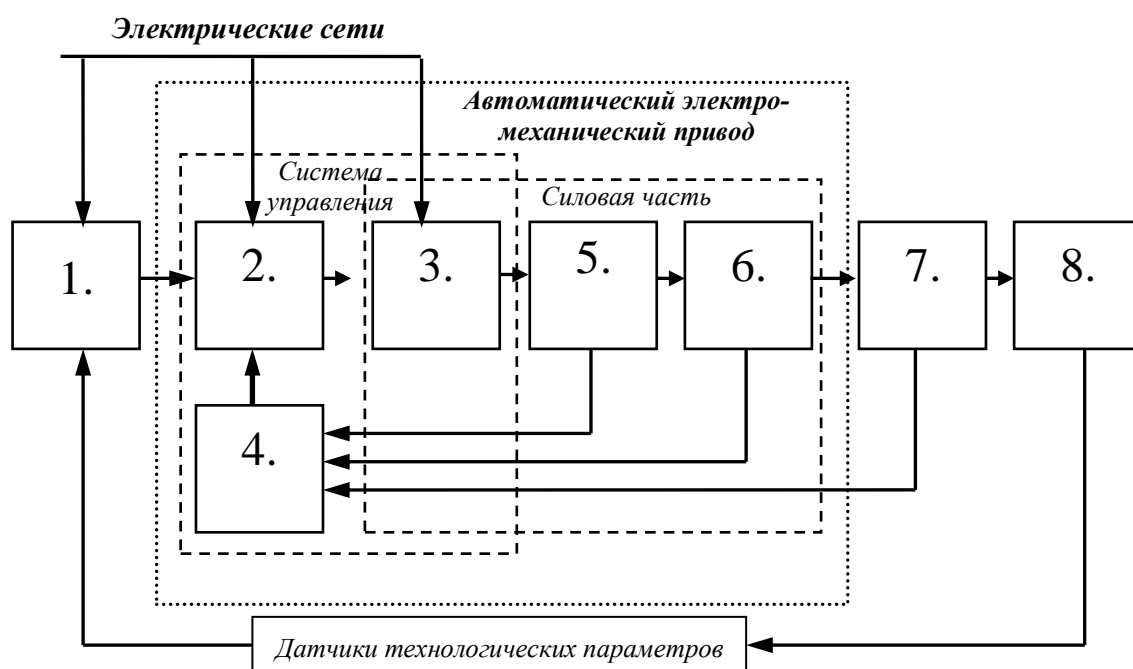 Электрические сети
Автоматический электро-
механический привод
Система
управления
Силовая часть
1.
2.
3.
5.
6.
7.
8.
4.
Датчики технологических параметров